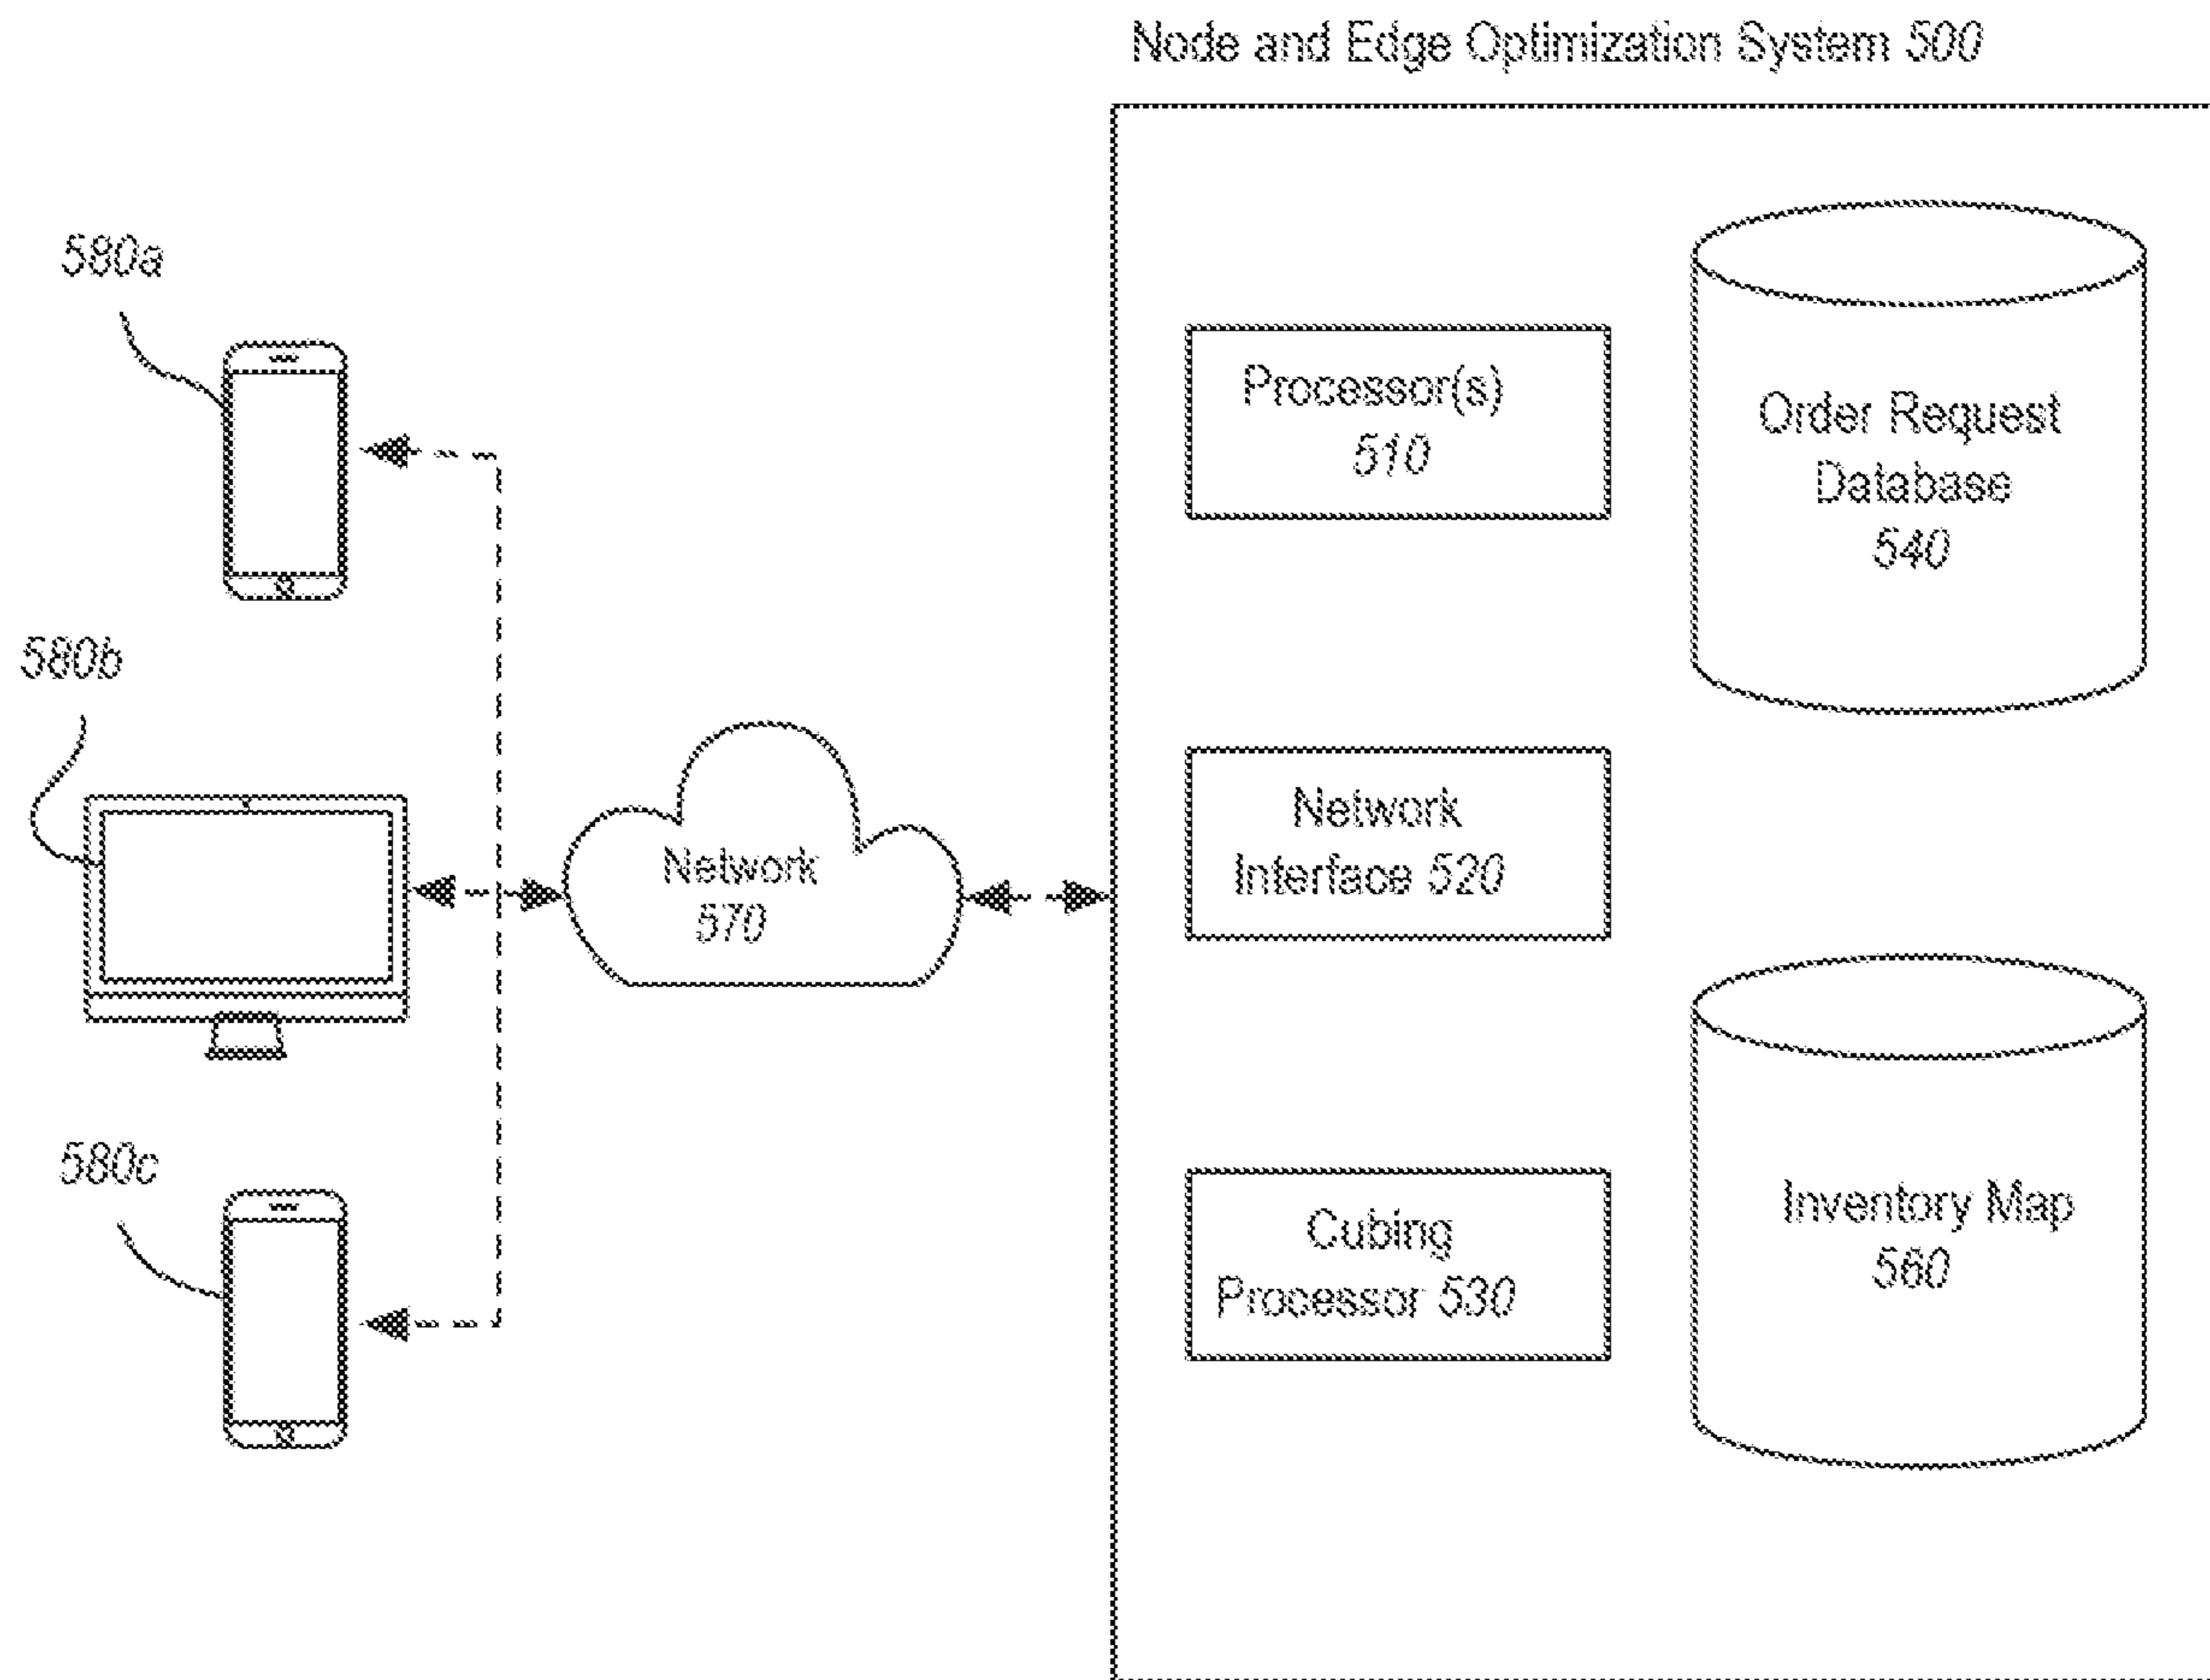 Node and Edge Optimization System 500
580a
580b
580c
Network
570
Processor(s)
510
Network
Interface 520
Cubing
Processor 530
Order Request
Database
540
Inventory Map
560